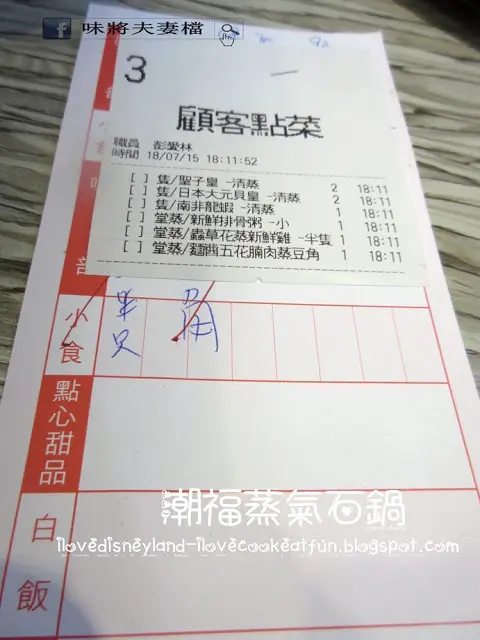 f 味將夫妻檔
3
顧客點菜
職員 彭愛林
時間 18/07/15 18:11:52
[ ] 隻/聖子皇 -清蒸 2 18:11
[ ] 隻/日本大元貝皇 -清蒸 2 18:11
[ ] 隻/南非龍蝦 -清蒸 1 18:11
[ ] 堂蒸/新鮮排骨粥 -小 1 18:11
[ ] 堂蒸/蟲草花蒸新鮮雞 -半隻 1 18:11
[ ] 堂蒸/麵醬五花腩肉蒸豆角 1 18:11
部
小食
點心甜品
潮福蒸氣石鍋
ilovedisneyland-ilovecookeatfun.blogspot.com
白飯